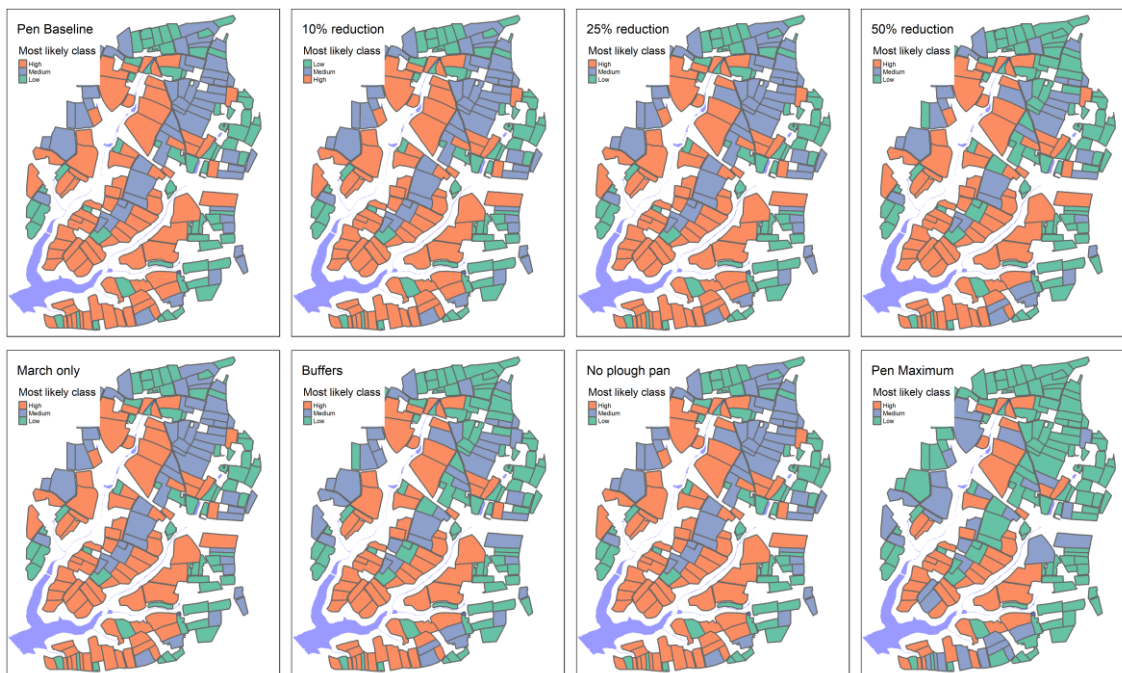 Pen Baseline
Most likely class
High
Medium
Low
10% reduction
Most likely class
Low
Medium
High
25% reduction
Most likely class
High
Medium
Low
50% reduction
Most likely class
High
Medium
Low
March only
Most likely class
High
Medium
Low
Buffers
Most likely class
High
Medium
Low
No plough pan
Most likely class
High
Medium
Low
Pen Maximum
Most likely class
High
Medium
Low